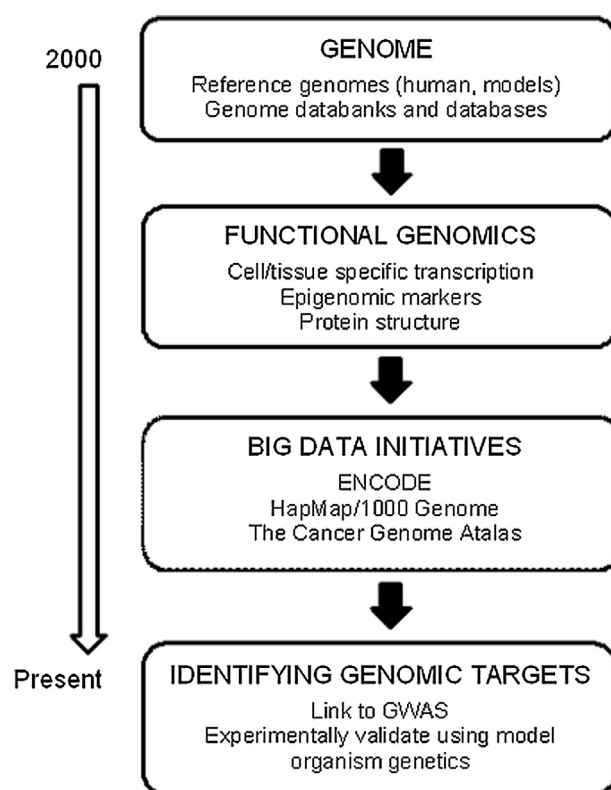 2000
GENOME
Reference genomes (human, models)
Genome databanks and databases
FUNCTIONAL GENOMICS
Cell/tissue specific transcription
Epigenomic markers
Protein structure
BIG DATA INITIATIVES
ENCODE
HapMap/1000 Genome
The Cancer Genome Atalas
Present
IDENTIFYING GENOMIC TARGETS
Link to GWAS
Experimentally validate using model
organism genetics